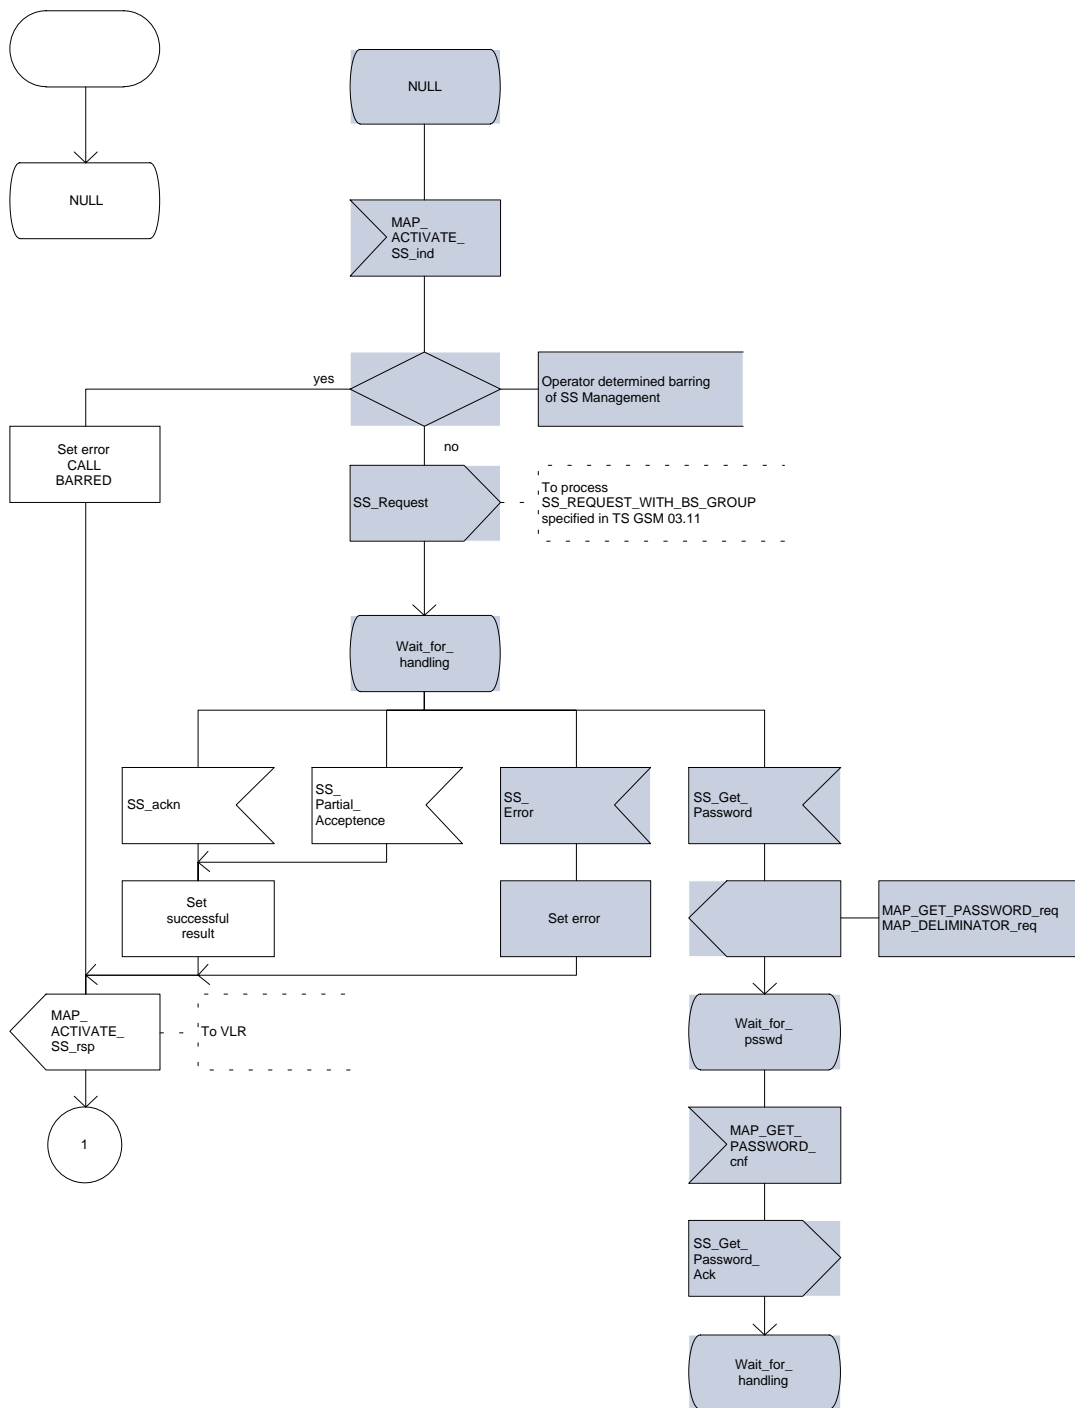 NULL
NULL
MAP_
ACTIVATE_
SS_ind
yes
Operator determined barring
of SS Management
Set error
CALL
BARRED
no
SS_Request
To process
SS_REQUEST_WITH_BS_GROUP
specified in TS GSM 03.11
Wait_for_
handling
SS_ackn
SS_
Partial_
Acceptence
SS_
Error
SS_Get_
Password
Set
successful
result
Set error
MAP_GET_PASSWORD_req
MAP_DELIMINATOR_req
MAP_
ACTIVATE_
SS_rsp
To VLR
Wait_for_
psswd
1
MAP_GET_
PASSWORD_
cnf
SS_Get_
Password_
Ack
Wait_for_
handling